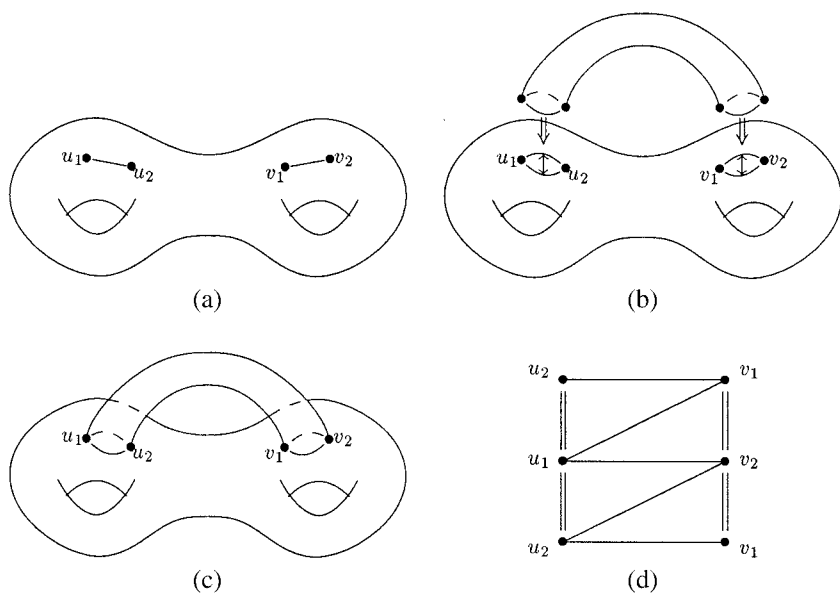 u₁ u₂ v₁ v₂
(a)
u₁ u₂ v₁ v₂
(b)
u₁ u₂ v₁ v₂
(c)
u₂ v₁
u₁ v₂
u₂ v₁
(d)